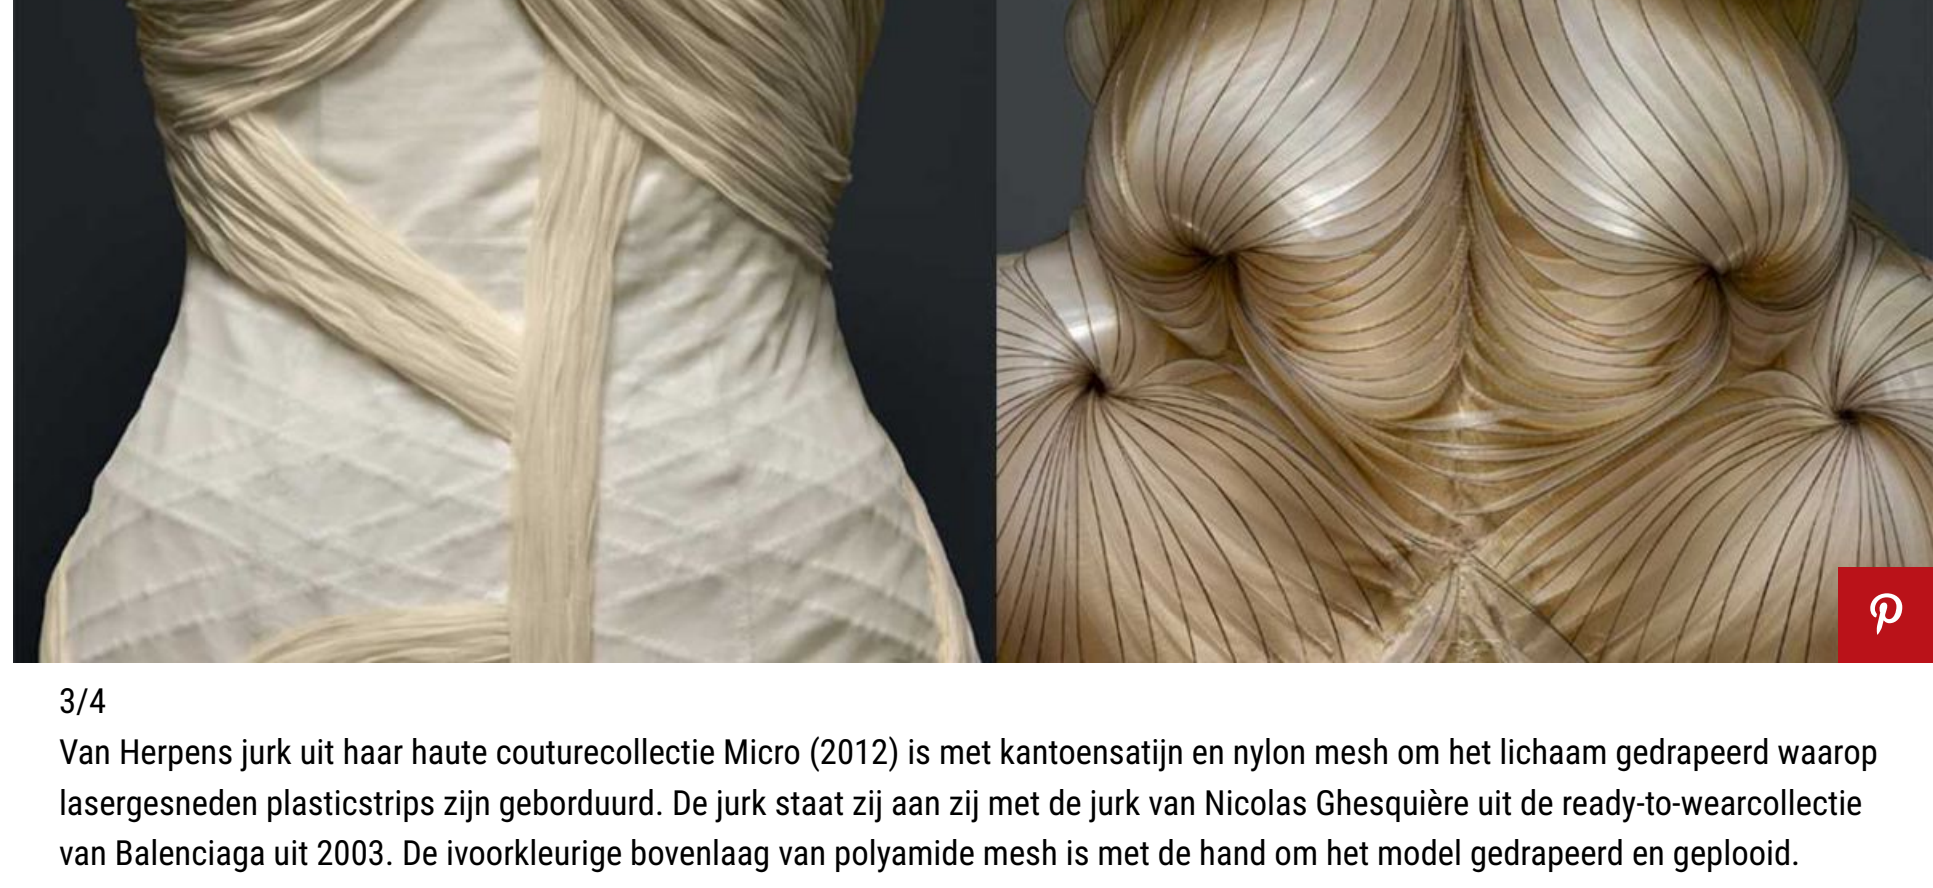 3/4
Van Herpens jurk uit haar haute couturecollectie Micro (2012) is met kantoensatijn en nylon mesh om het lichaam gedrapeerd waarop
lasergesneden plasticstrips zijn geborduurd. De jurk staat zij aan zij met de jurk van Nicolas Ghesquière uit de ready-to-wearcollectie
van Balenciaga uit 2003. De ivoorkleurige bovenlaag van polyamide mesh is met de hand om het model gedrapeerd en geplooid.